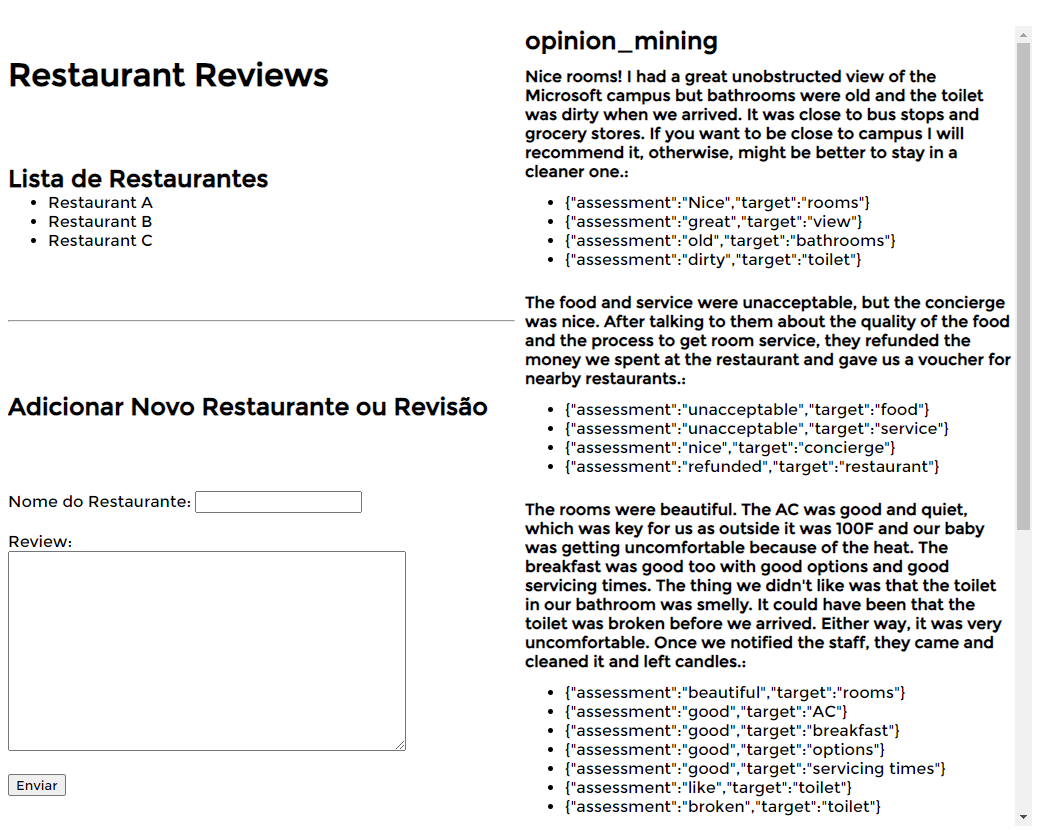 Restaurant Reviews
Lista de Restaurantes
Restaurant A
Restaurant B
Restaurant C
Adicionar Novo Restaurante ou Revisão
Nome do Restaurante:
Review:
Enviar
opinion_mining
Nice rooms! I had a great unobstructed view of the
Microsoft campus but bathrooms were old and the toilet
was dirty when we arrived. It was close to bus stops and
grocery stores. If you want to be close to campus I will
recommend it, otherwise, might be better to stay in a
cleaner one.:
{"assessment":"Nice","target":"rooms"}
{"assessment":"great","target":"view"}
{"assessment":"old","target":"bathrooms"}
{"assessment":"dirty","target":"toilet"}
The food and service were unacceptable, but the concierge
was nice. After talking to them about the quality of the food
and the process to get room service, they refunded the
money we spent at the restaurant and gave us a voucher for
nearby restaurants.:
{"assessment":"unacceptable","target":"food"}
{"assessment":"unacceptable","target":"service"}
{"assessment":"nice","target":"concierge"}
{"assessment":"refunded","target":"restaurant"}
The rooms were beautiful. The AC was good and quiet,
which was key for us as outside it was 100F and our baby
was getting uncomfortable because of the heat. The
breakfast was good too with good options and good
servicing times. The thing we didn't like was that the toilet
in our bathroom was smelly. It could have been that the
toilet was broken before we arrived. Either way, it was very
uncomfortable. Once we notified the staff, they came and
cleaned it and left candles.:
{"assessment":"beautiful","target":"rooms"}
{"assessment":"good","target":"AC"}
{"assessment":"good","target":"breakfast"}
{"assessment":"good","target":"options"}
{"assessment":"good","target":"servicing times"}
{"assessment":"like","target":"toilet"}
{"assessment":"broken","target":"toilet"}